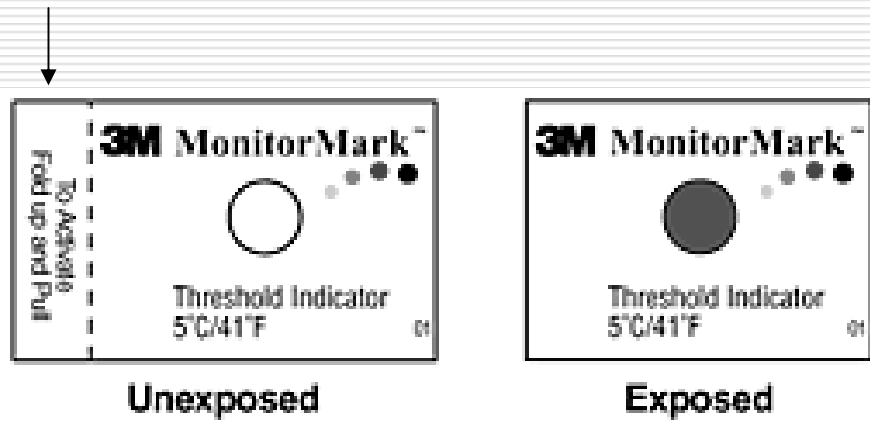 To Activate
Fold up and Pull
3M MonitorMark™
Threshold Indicator
5°C/41°F
01
Unexposed
3M MonitorMark™
Threshold Indicator
5°C/41°F
01
Exposed